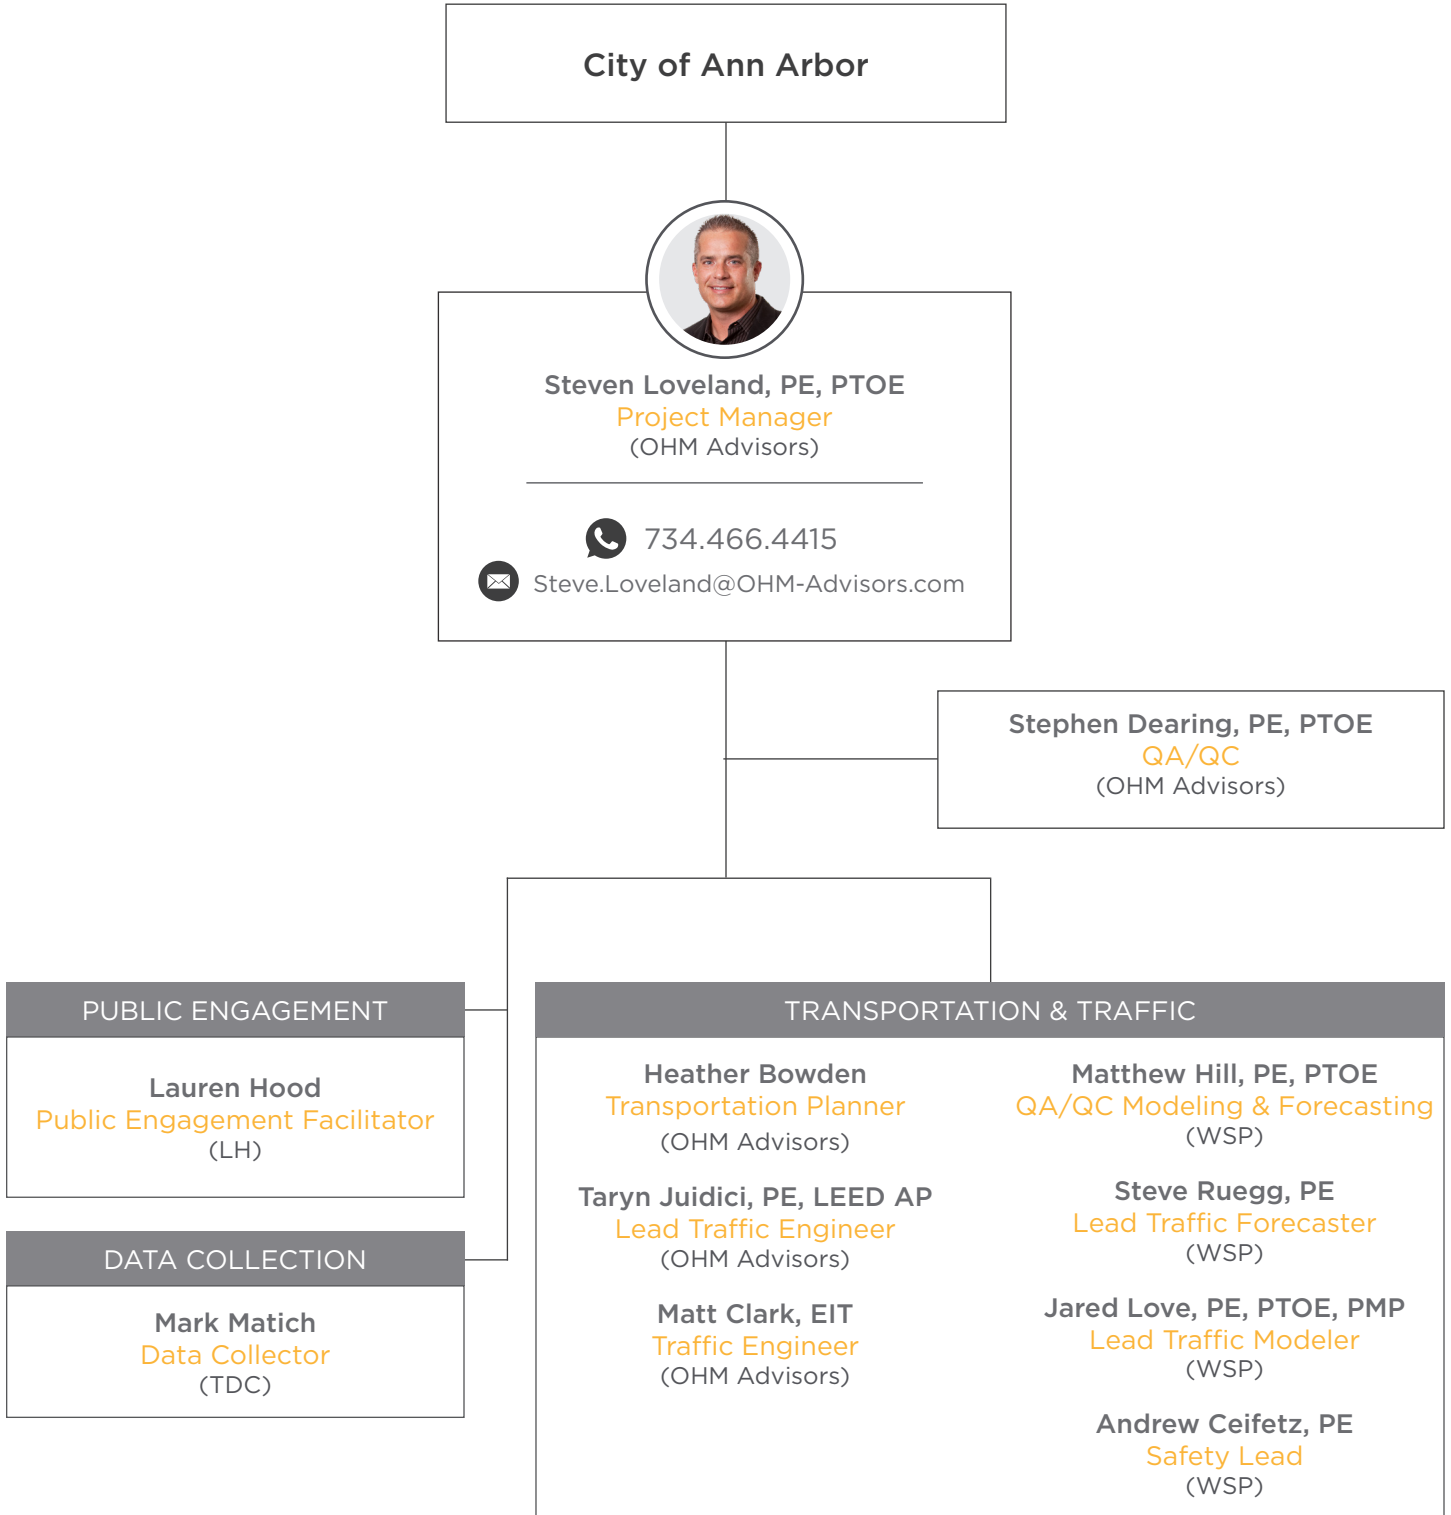 City of Ann Arbor
Steven Loveland, PE, PTOE
Project Manager
(OHM Advisors)
734.466.4415
Steve.Loveland@OHM-Advisors.com
Stephen Dearing, PE, PTOE
QA/QC
(OHM Advisors)
PUBLIC ENGAGEMENT
Lauren Hood
Public Engagement Facilitator
(LH)
DATA COLLECTION
Mark Matich
Data Collector
(TDC)
TRANSPORTATION & TRAFFIC
Heather Bowden
Transportation Planner
(OHM Advisors)
Taryn Juidici, PE, LEED AP
Lead Traffic Engineer
(OHM Advisors)
Matt Clark, EIT
Traffic Engineer
(OHM Advisors)
Matthew Hill, PE, PTOE
QA/QC Modeling & Forecasting
(WSP)
Steve Ruegg, PE
Lead Traffic Forecaster
(WSP)
Jared Love, PE, PTOE, PMP
Lead Traffic Modeler
(WSP)
Andrew Ceifetz, PE
Safety Lead
(WSP)